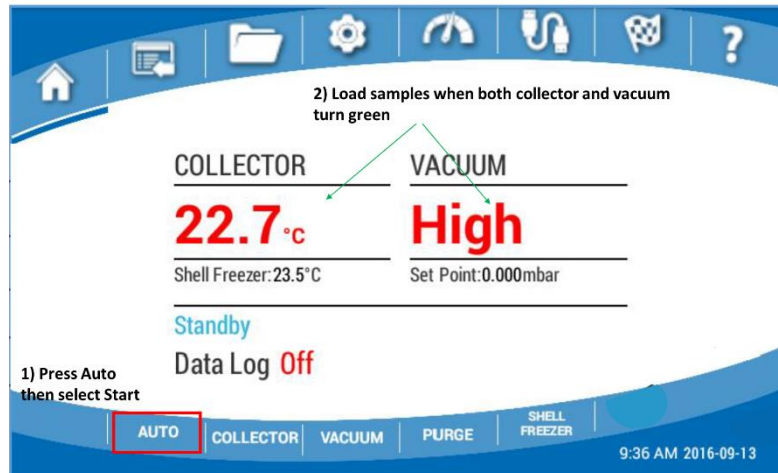 ?
2) Load samples when both collector and vacuum
turn green
COLLECTOR VACUUM
22.7°C High
Shell Freezer:23.5°C Set Point:0.000mbar
Standby
Data Log Off
1) Press Auto
then select Start
AUTO COLLECTOR VACUUM PURGE SHELL
FREEZER
9:36 AM 2016-09-13